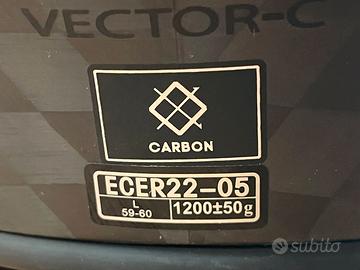 VECTOR-C
CARBON
ECER22-05
L
59-60
1200±50g
subito